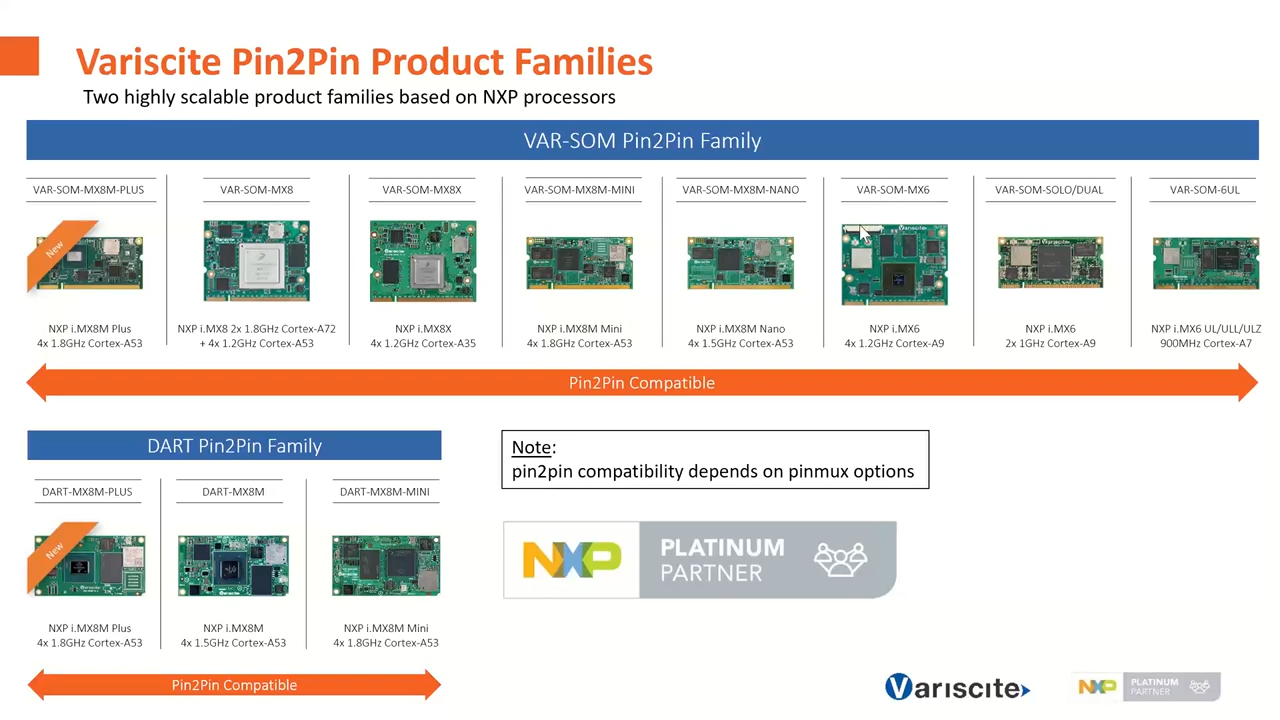 Variscite Pin2Pin Product Families
Two highly scalable product families based on NXP processors
VAR-SOM Pin2Pin Family
VAR-SOM-MX8M-PLUS
VAR-SOM-MX8
VAR-SOM-MX8X
VAR-SOM-MX8M-MINI
VAR-SOM-MX8M-NANO
VAR-SOM-MX6
VAR-SOM-SOLO/DUAL
VAR-SOM-6UL
New
NXP i.MX8M Plus
4x 1.8GHz Cortex-A53
NXP i.MX8 2x 1.8GHz Cortex-A72
+ 4x 1.2GHz Cortex-A53
NXP i.MX8X
4x 1.2GHz Cortex-A35
NXP i.MX8M Mini
4x 1.8GHz Cortex-A53
NXP i.MX8M Nano
4x 1.5GHz Cortex-A53
NXP i.MX6
4x 1.2GHz Cortex-A9
NXP i.MX6
2x 1GHz Cortex-A9
NXP i.MX6 UL/ULL/ULZ
900MHz Cortex-A7
Pin2Pin Compatible
DART Pin2Pin Family
DART-MX8M-PLUS
DART-MX8M
DART-MX8M-MINI
New
NXP i.MX8M Plus
4x 1.8GHz Cortex-A53
NXP i.MX8M
4x 1.5GHz Cortex-A53
NXP i.MX8M Mini
4x 1.8GHz Cortex-A53
Pin2Pin Compatible
Note:
pin2pin compatibility depends on pinmux options
NXP
PLATINUM
PARTNER
Variscite
NXP
PLATINUM
PARTNER